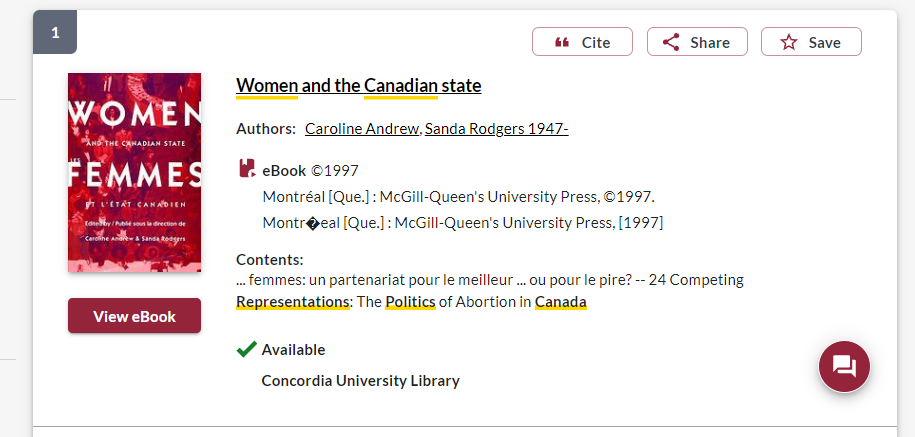 1
Cite
Share
Save
WOMEN
AND THE CANADIAN STATE
LES
FEMMES
ET L'ÉTAT CANADIEN
Edited by / Publié sous la direction de
Caroline Andrew & Sanda Rodgers
Women and the Canadian state
Authors: Caroline Andrew, Sanda Rodgers 1947-
eBook ©1997
Montréal [Que.] : McGill-Queen's University Press, ©1997.
Montr�eal [Que.] : McGill-Queen's University Press, [1997]
Contents:
... femmes: un partenariat pour le meilleur ... ou pour le pire? -- 24 Competing
Representations: The Politics of Abortion in Canada
View eBook
Available
Concordia University Library